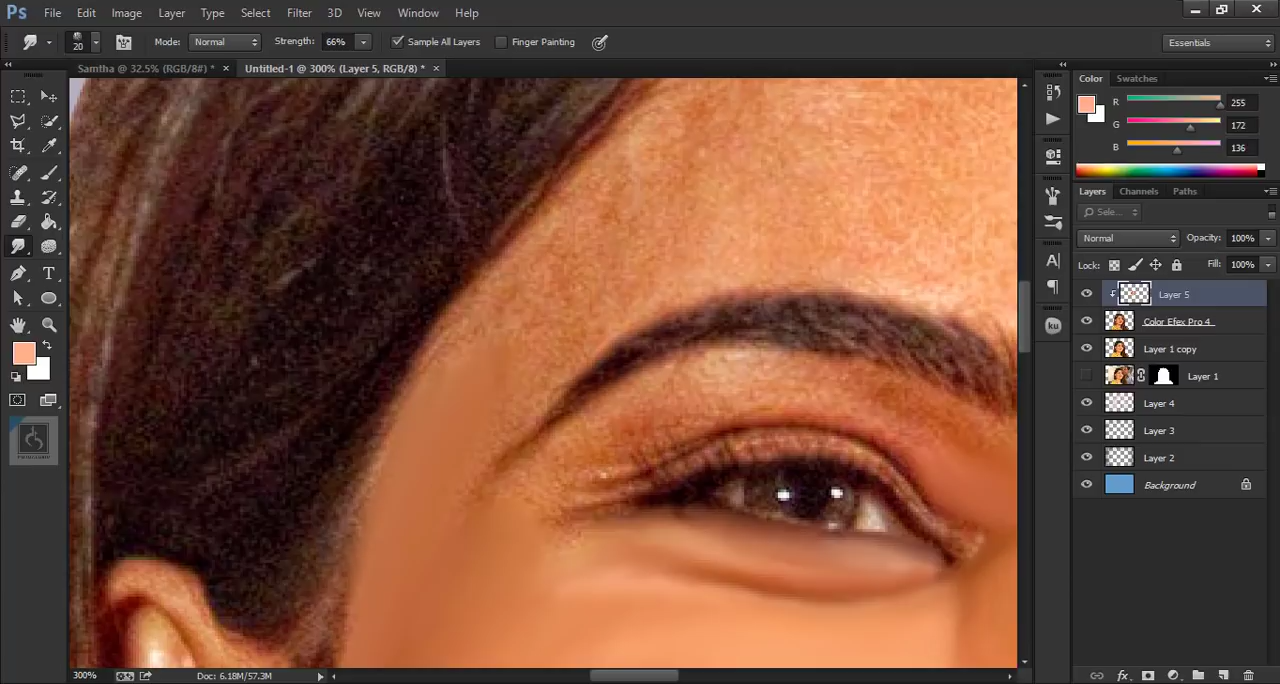 Ps File Edit Image Layer Type Select Filter 3D View Window Help
20 Mode: Normal Strength: 66% Sample All Layers Finger Painting Essentials
Samtha @ 32.5% (RGB/8#) * × Untitled-1 @ 300% (Layer 5, RGB/8) * ×
Color Swatches
R 255
G 172
B 136
Layers Channels Paths
Sele...
Normal Opacity: 100%
Lock: Fill: 100%
Layer 5
Color Efex Pro 4
Layer 1 copy
Layer 1
Layer 4
Layer 3
Layer 2
Background
T
A
ku
300% Doc: 6.18M/57.3M
fx